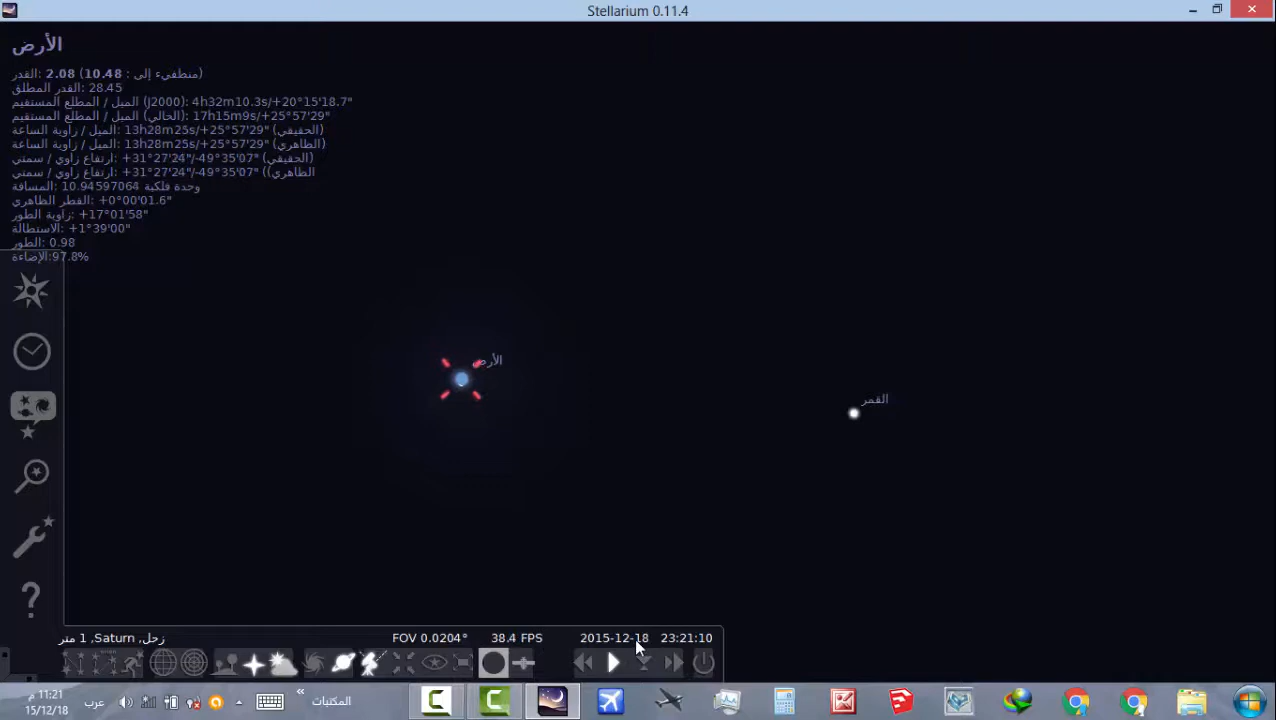 Stellarium 0.11.4
الأرض
القدر: 2.08 (منطفيء إلى : 10.48)
القدر المطلق: 28.45
الميل / المطلع المستقيم (J2000): 4h32m10.3s/+20°15'18.7"
الميل / المطلع المستقيم (الحالي): 17h15m9s/+25°57'29"
الميل / زاوية الساعة: 13h28m25s/+25°57'29" (الحقيقي)
الميل / زاوية الساعة: 13h28m25s/+25°57'29" (الظاهري)
ارتفاع زاوي / سمتي: +31°27'24"/-49°35'07" (الحقيقي)
ارتفاع زاوي / سمتي: +31°27'24"/-49°35'07" ((الظاهري
المسافة: 10.94597064 وحدة فلكية
القطر الظاهري: +0°00'01.6"
زاوية الطور: +17°01'58"
الاستطالة: +1°39'00"
الطور: 0.98
الإضاءة:97.8%
الأرض
القمر
زحل, Saturn, 1 متر
FOV 0.0204°
38.4 FPS
2015-12-18
23:21:10
11:21 م
15/12/18
عرب
المكتبات